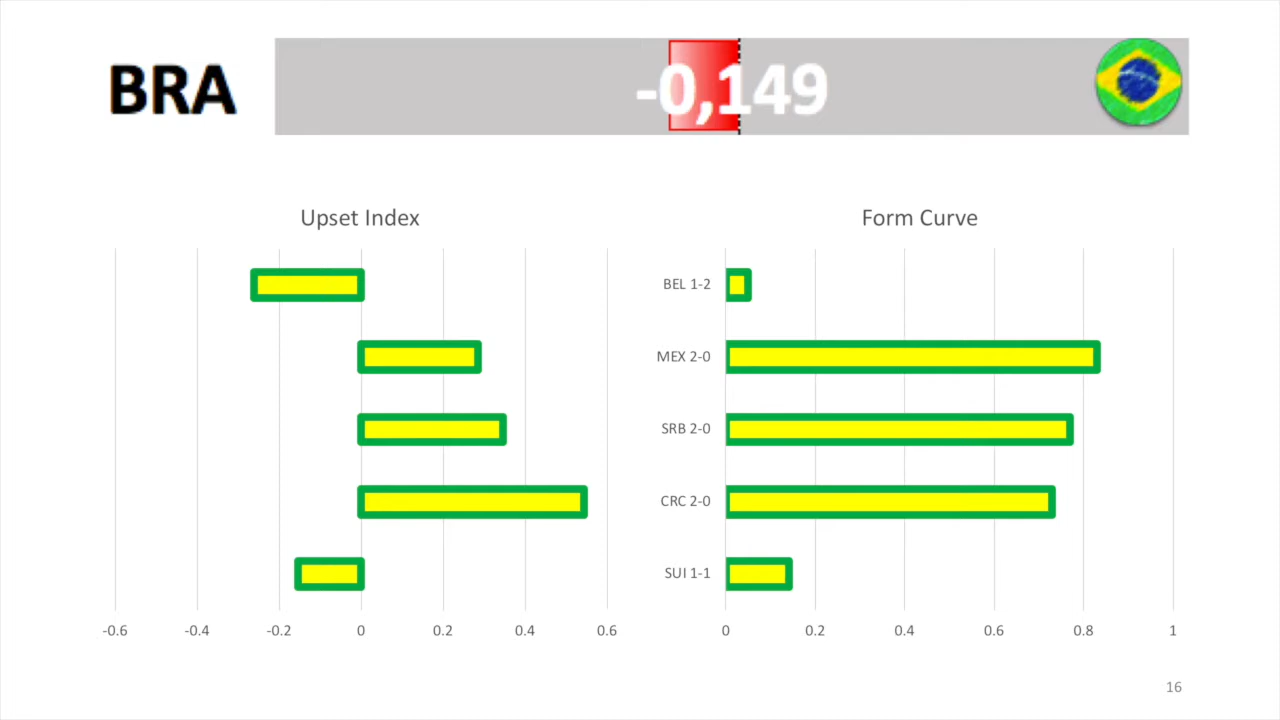 BRA
-0,149
Upset Index
Form Curve
BEL 1-2
MEX 2-0
SRB 2-0
CRC 2-0
SUI 1-1
-0.6 -0.4 -0.2 0 0.2 0.4 0.6
0 0.2 0.4 0.6 0.8 1
16